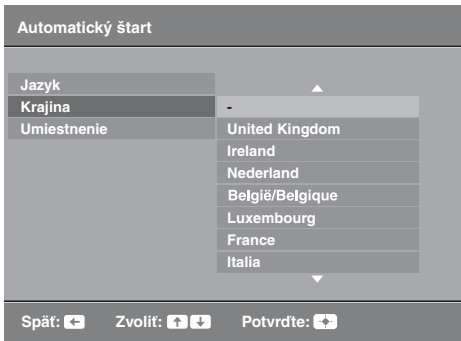 Automatický štart
Jazyk
Krajina
-
Umiestnenie
United Kingdom
Ireland
Nederland
België/Belgique
Luxembourg
France
Italia
Späť:
Zvoliť:
Potvrďte: